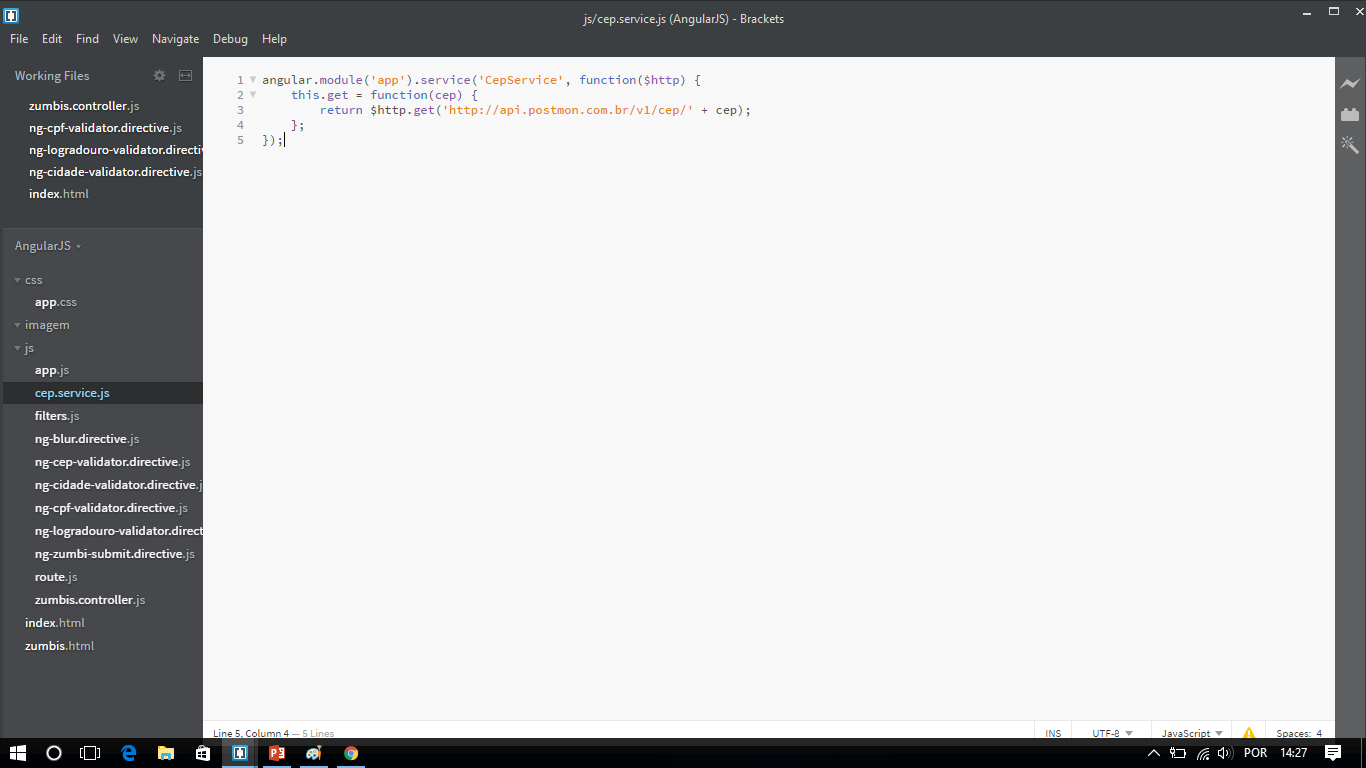 js/cep.service.js (AngularJS) - Brackets
File Edit Find View Navigate Debug Help
Working Files
zumbis.controller.js
ng-cpf-validator.directive.js
ng-logradouro-validator.directiv
ng-cidade-validator.directive.js
index.html
AngularJS
css
app.css
imagem
js
app.js
cep.service.js
filters.js
ng-blur.directive.js
ng-cep-validator.directive.js
ng-cidade-validator.directive.j
ng-cpf-validator.directive.js
ng-logradouro-validator.direct
ng-zumbi-submit.directive.js
route.js
zumbis.controller.js
index.html
zumbis.html
1 angular.module('app').service('CepService', function($http) {
2 this.get = function(cep) {
3 return $http.get('http://api.postmon.com.br/v1/cep/' + cep);
4 };
5 });
Line 5, Column 4 — 5 Lines
INS UTF-8 JavaScript Spaces: 4
POR 14:27